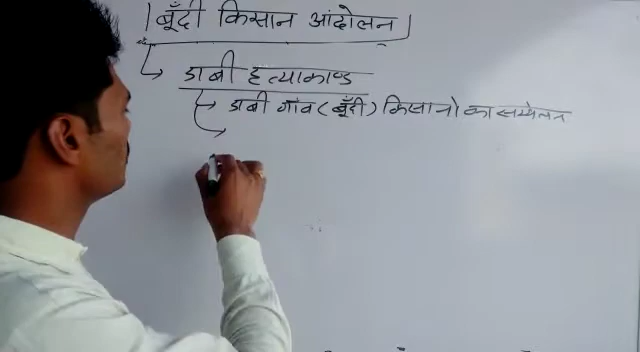 बूँदी किसान आंदोलन
डाबी हत्याकाण्ड
डाबी गांव (बूँदी) किसानो का सम्मेलन